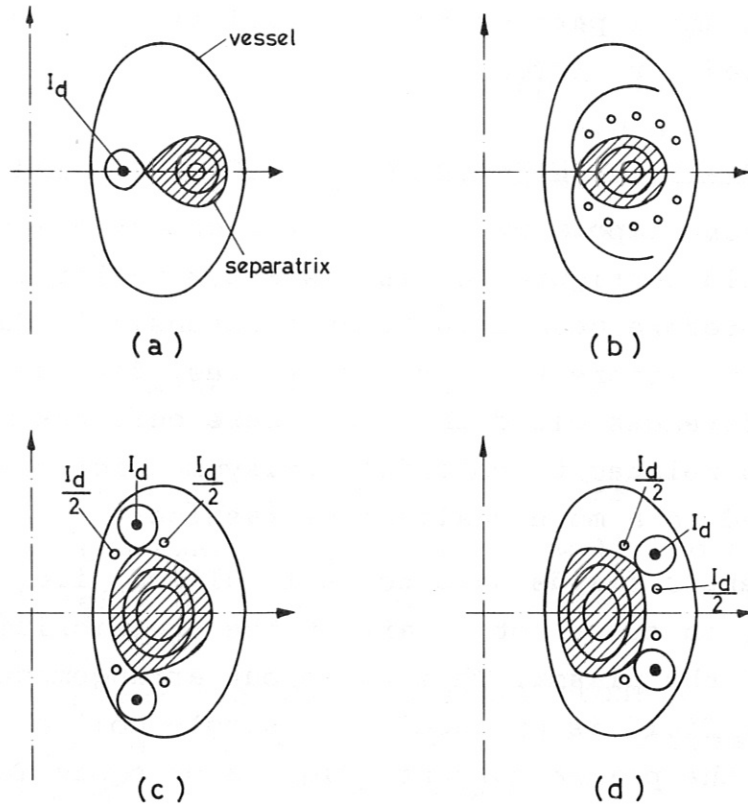 vessel
I_d
separatrix
(a)
(b)
I_d/2
I_d
I_d/2
(c)
I_d/2
I_d
I_d/2
(d)